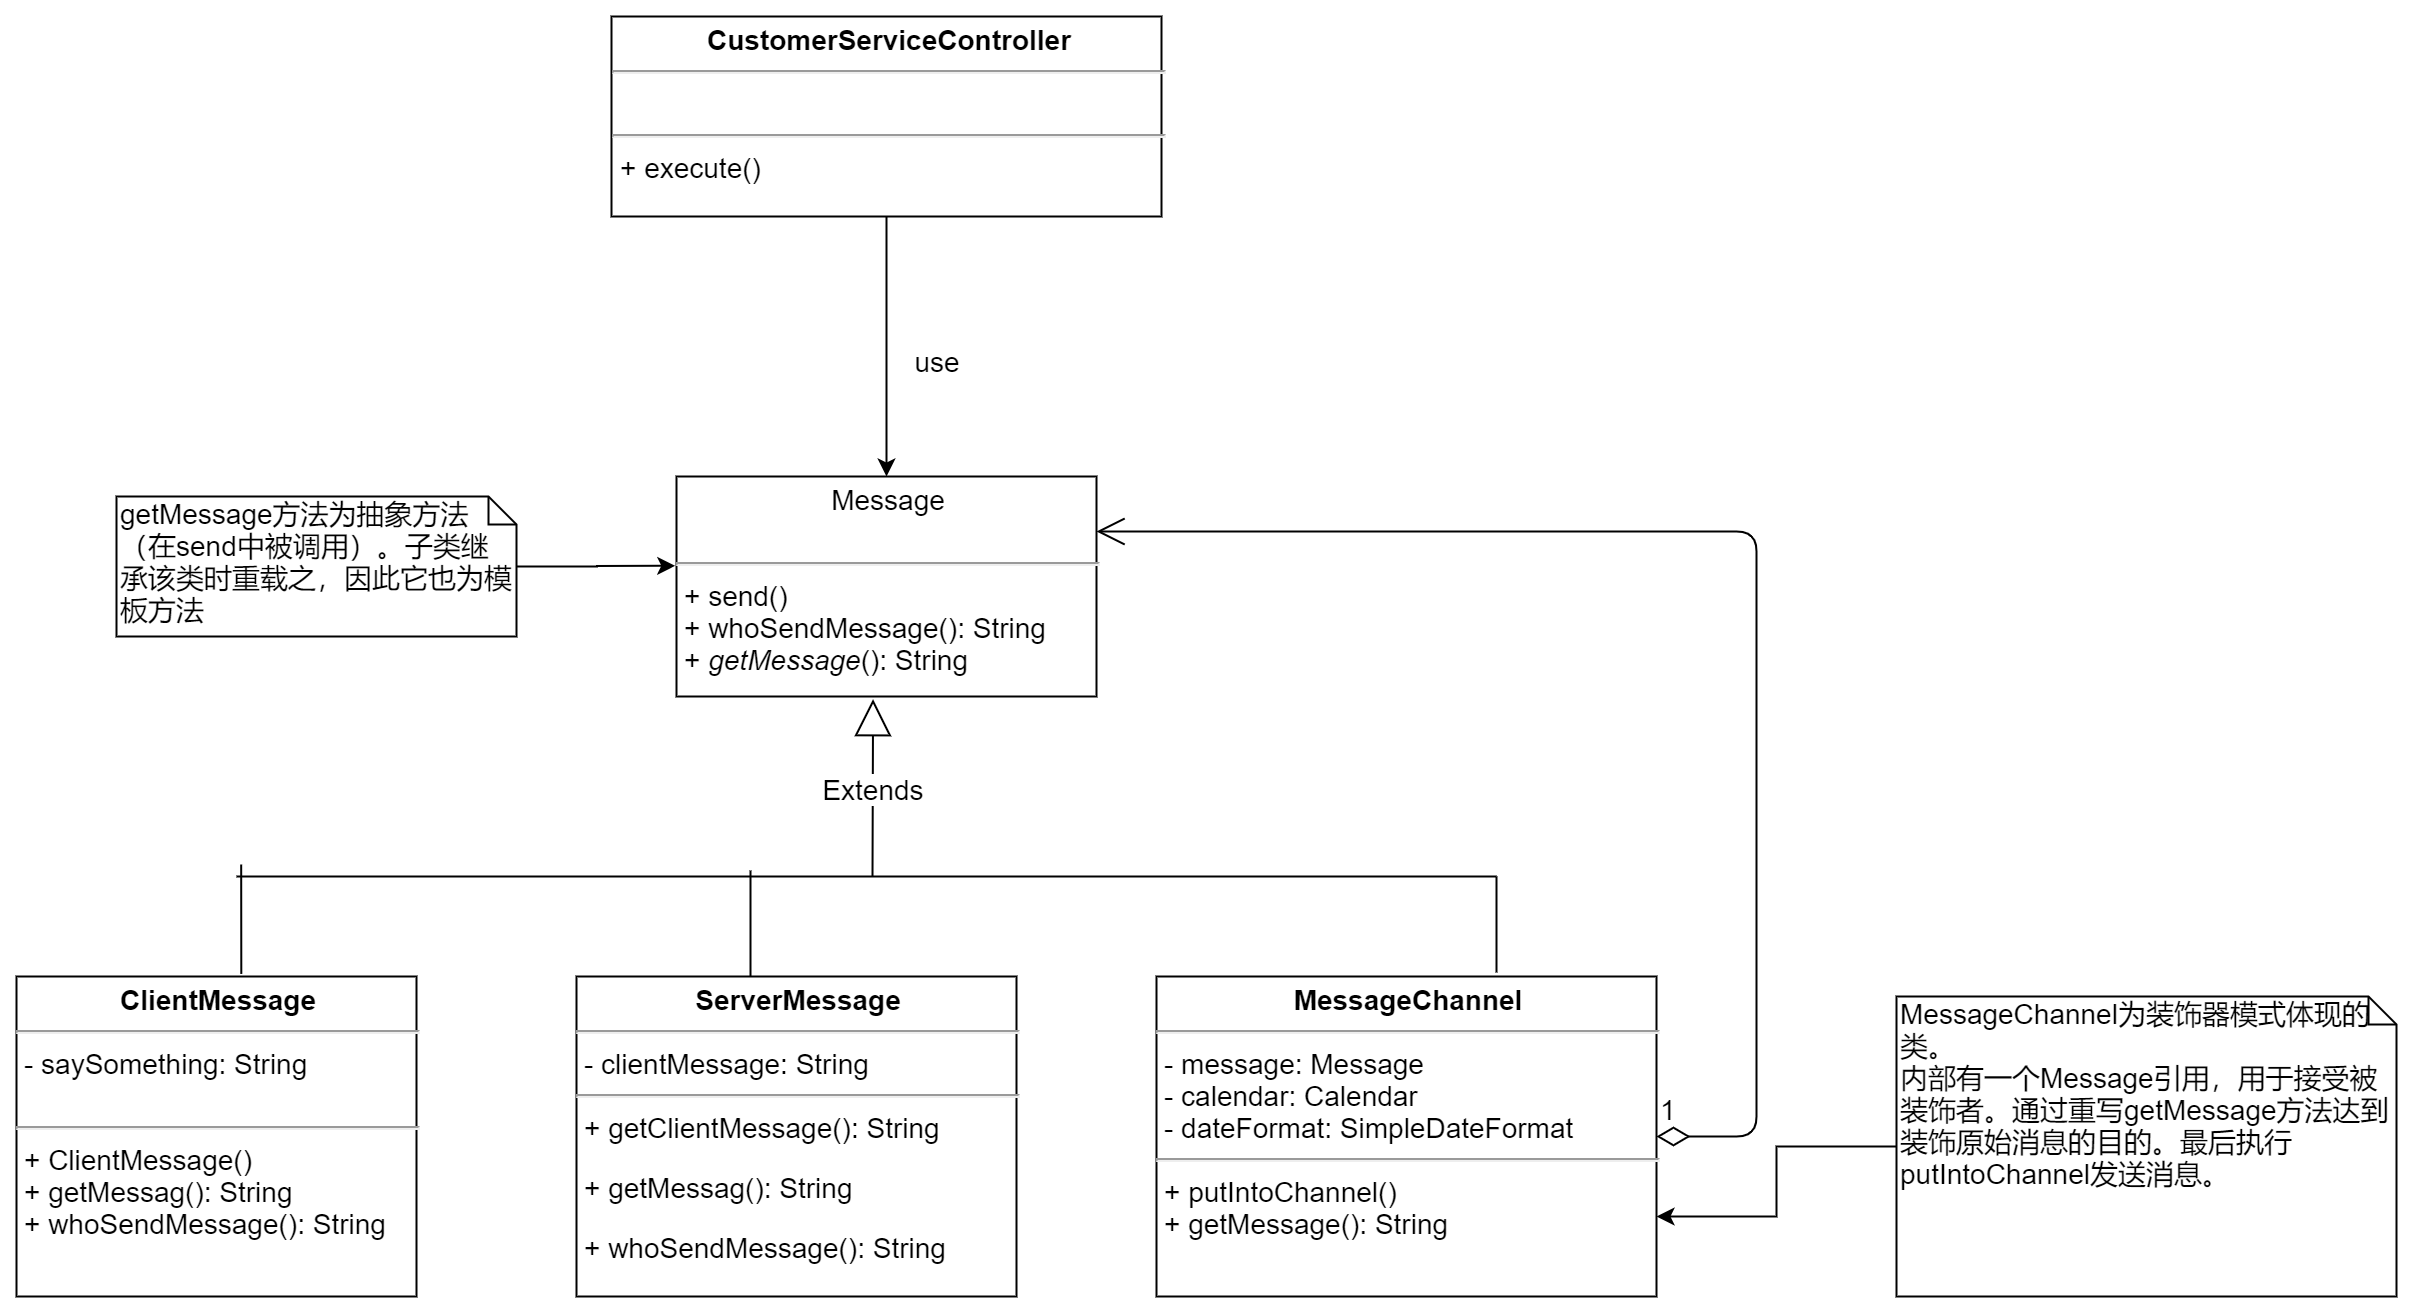 CustomerServiceController
+ execute()
use
getMessage方法为抽象方法
（在send中被调用）。子类继
承该类时重载之，因此它也为模
板方法
Message
+ send()
+ whoSendMessage(): String
+ getMessage(): String
Extends
ClientMessage
- saySomething: String
+ ClientMessage()
+ getMessag(): String
+ whoSendMessage(): String
ServerMessage
- clientMessage: String
+ getClientMessage(): String
+ getMessag(): String
+ whoSendMessage(): String
MessageChannel
- message: Message
- calendar: Calendar
- dateFormat: SimpleDateFormat
+ putIntoChannel()
+ getMessage(): String
1
MessageChannel为装饰器模式体现的
类。
内部有一个Message引用，用于接受被
装饰者。通过重写getMessage方法达到
装饰原始消息的目的。最后执行
putIntoChannel发送消息。